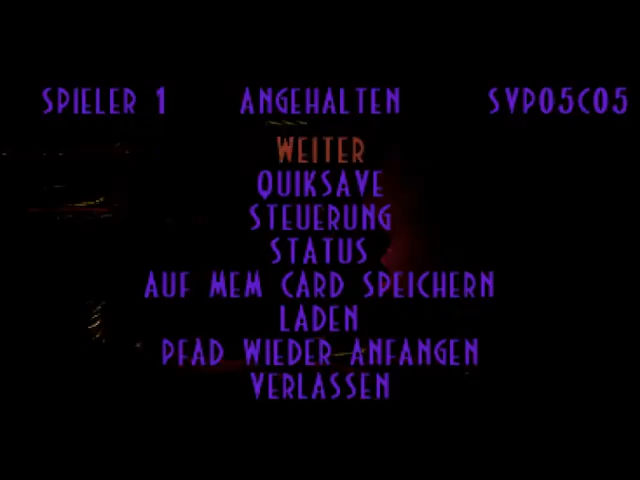 SPIELER 1 ANGEHALTEN SVP05C05
WEITER
QUIKSAVE
STEUERUNG
STATUS
AUF MEM CARD SPEICHERN
LADEN
PFAD WIEDER ANFANGEN
VERLASSEN